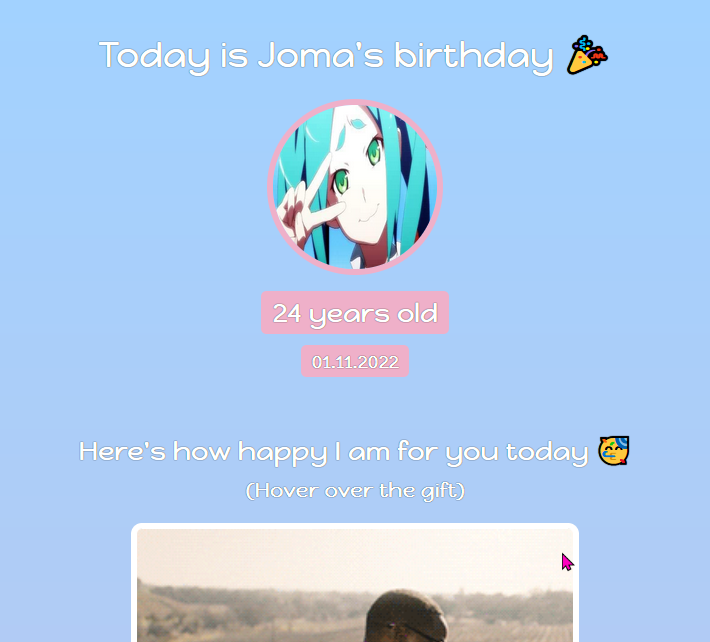 Today is Joma's birthday 🎉
24 years old
01.11.2022
Here's how happy I am for you today 🥳
(Hover over the gift)